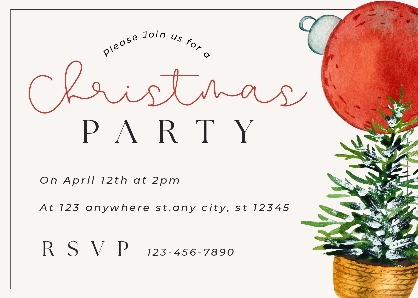 please Join us for a
Christmas
PARTY
On April 12th at 2pm
At 123 anywhere st.any city, st 12345
RSVP 123-456-7890